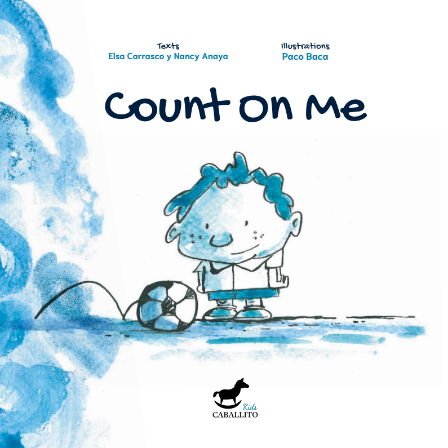 Texts
Elsa Carrasco y Nancy Anaya
Illustrations
Paco Baca
Count On Me
Kids
CABALLITO